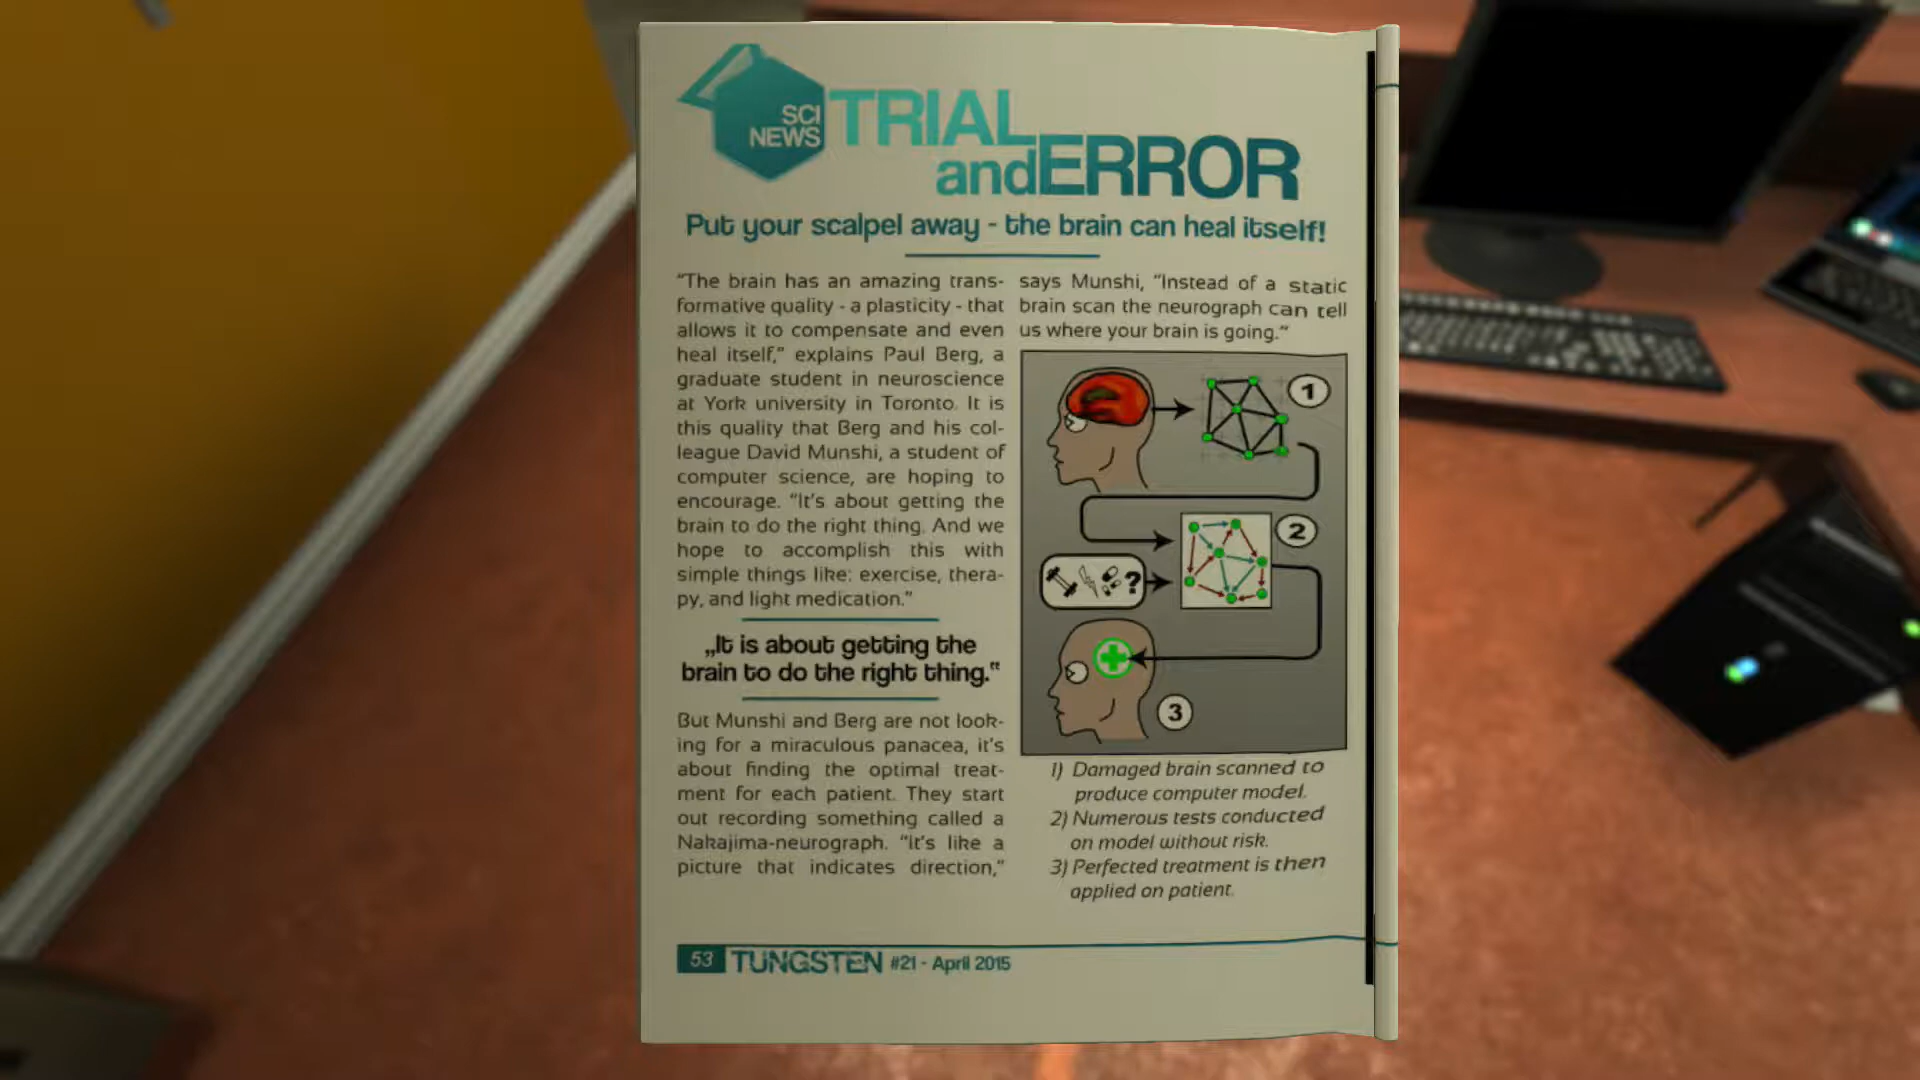 SCI
NEWS
TRIAL
andERROR
Put your scalpel away - the brain can heal itself!
"The brain has an amazing trans-
formative quality - a plasticity - that
allows it to compensate and even
heal itself," explains Paul Berg, a
graduate student in neuroscience
at York university in Toronto. It is
this quality that Berg and his col-
league David Munshi, a student of
computer science, are hoping to
encourage. "It's about getting the
brain to do the right thing. And we
hope to accomplish this with
simple things like: exercise, thera-
py, and light medication."
„It is about getting the
brain to do the right thing."
But Munshi and Berg are not look-
ing for a miraculous panacea, it's
about finding the optimal treat-
ment for each patient. They start
out recording something called a
Nakajima-neurograph. "It's like a
picture that indicates direction,"
says Munshi, "Instead of a static
brain scan the neurograph can tell
us where your brain is going."
1
2
?
3
1) Damaged brain scanned to
produce computer model.
2) Numerous tests conducted
on model without risk.
3) Perfected treatment is then
applied on patient.
53 TUNGSTEN #21 - April 2015